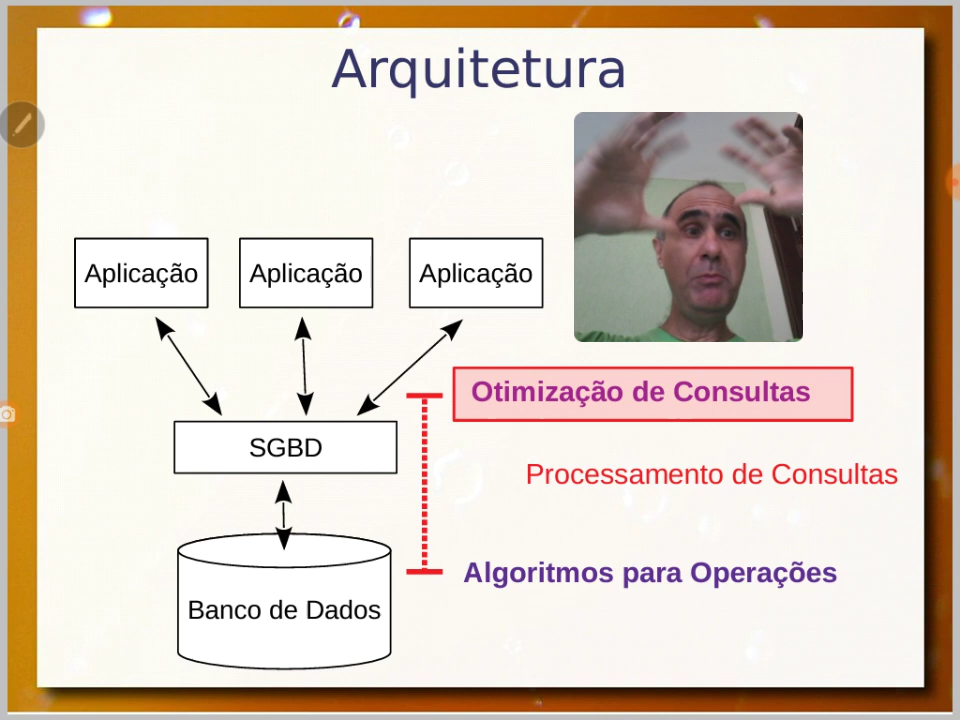 Arquitetura
Aplicação
Aplicação
Aplicação
Otimização de Consultas
SGBD
Processamento de Consultas
Algoritmos para Operações
Banco de Dados